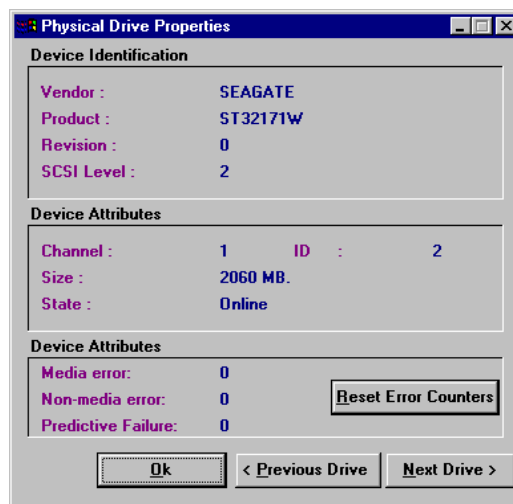 Physical Drive Properties
Device Identification
Vendor : SEAGATE
Product : ST32171W
Revision : 0
SCSI Level : 2
Device Attributes
Channel : 1 ID : 2
Size : 2060 MB.
State : Online
Device Attributes
Media error: 0
Non-media error: 0
Reset Error Counters
Predictive Failure: 0
Ok < Previous Drive Next Drive >